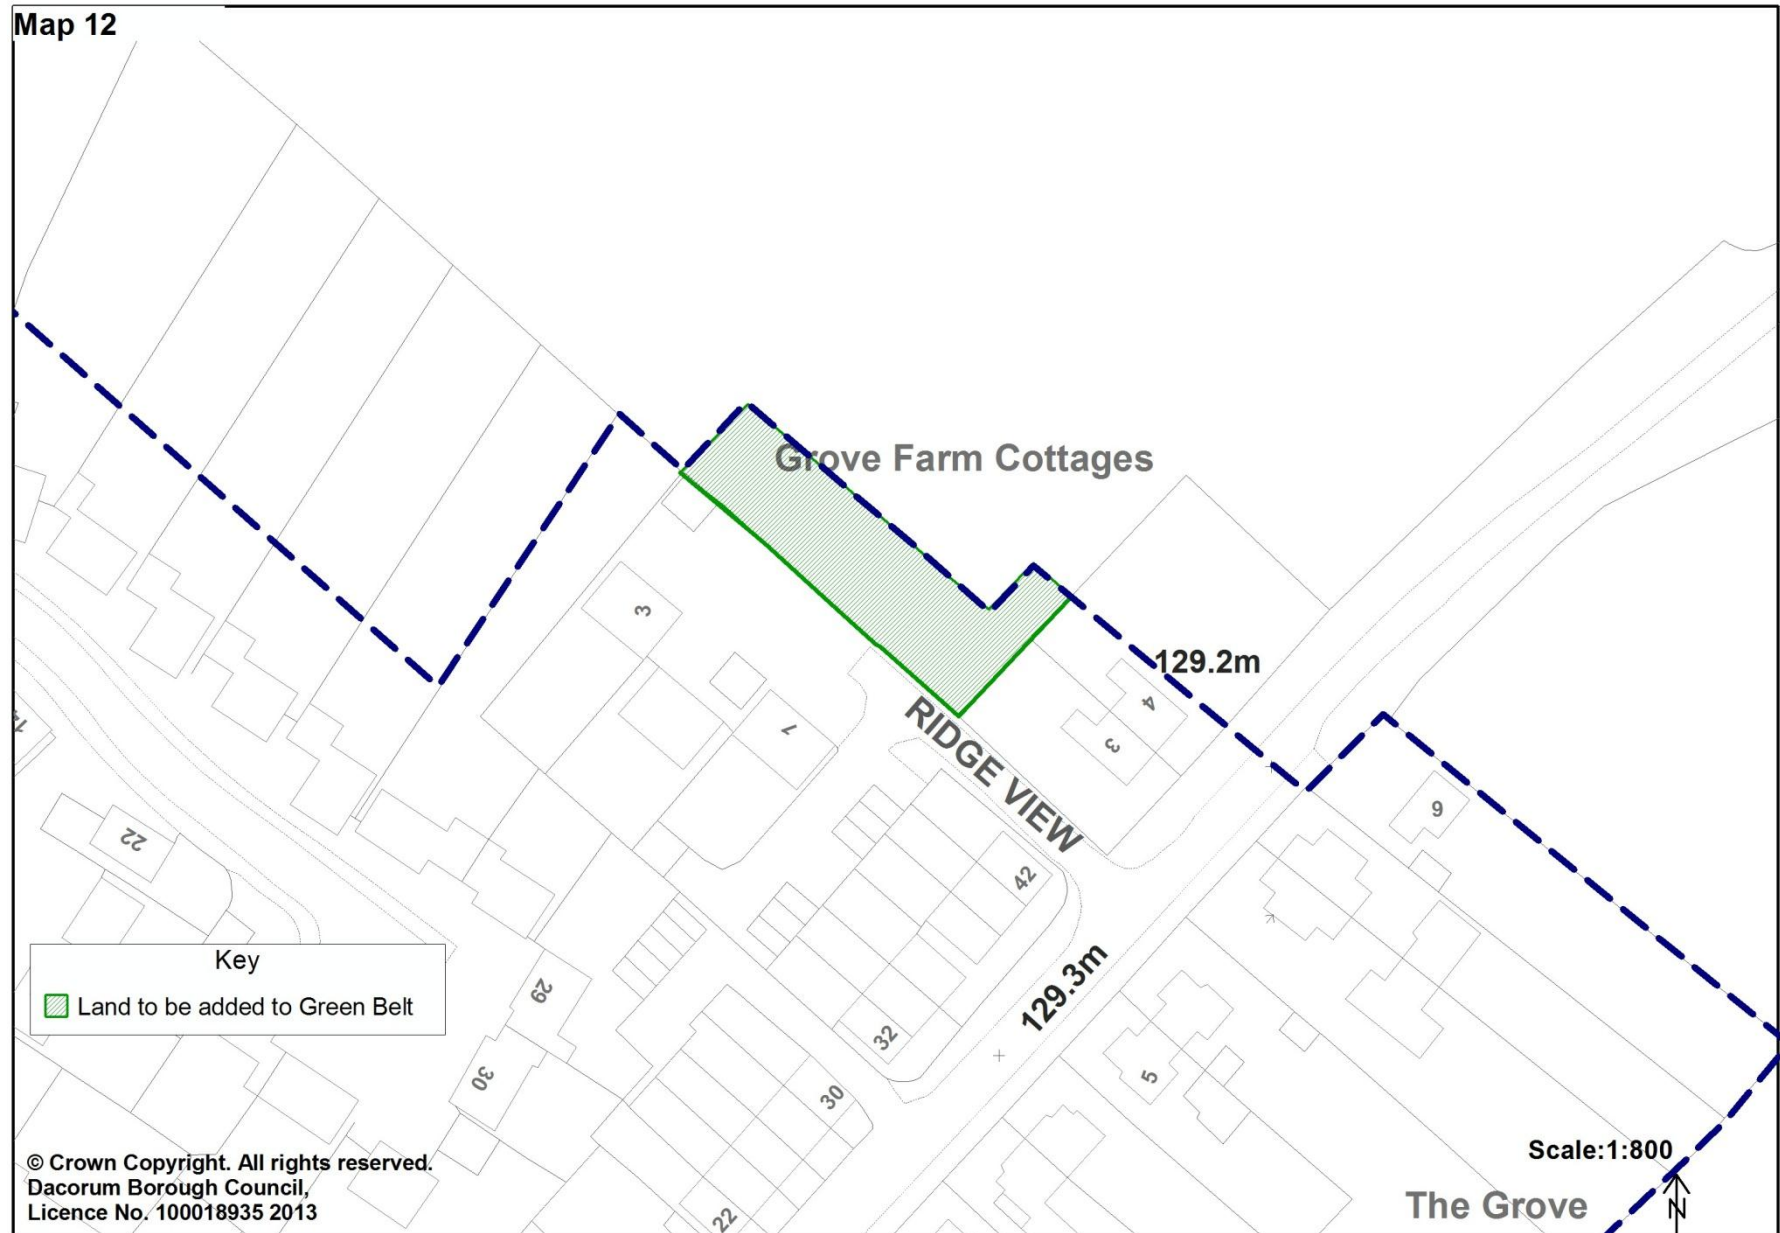 Map 12
Grove Farm Cottages
129.2m
3
4
3
7
RIDGE VIEW
6
22
42
Key
Land to be added to Green Belt
29
129.3m
32
5
30
30
© Crown Copyright. All rights reserved.
Dacorum Borough Council,
Licence No. 100018935 2013
22
Scale:1:800
The Grove
N